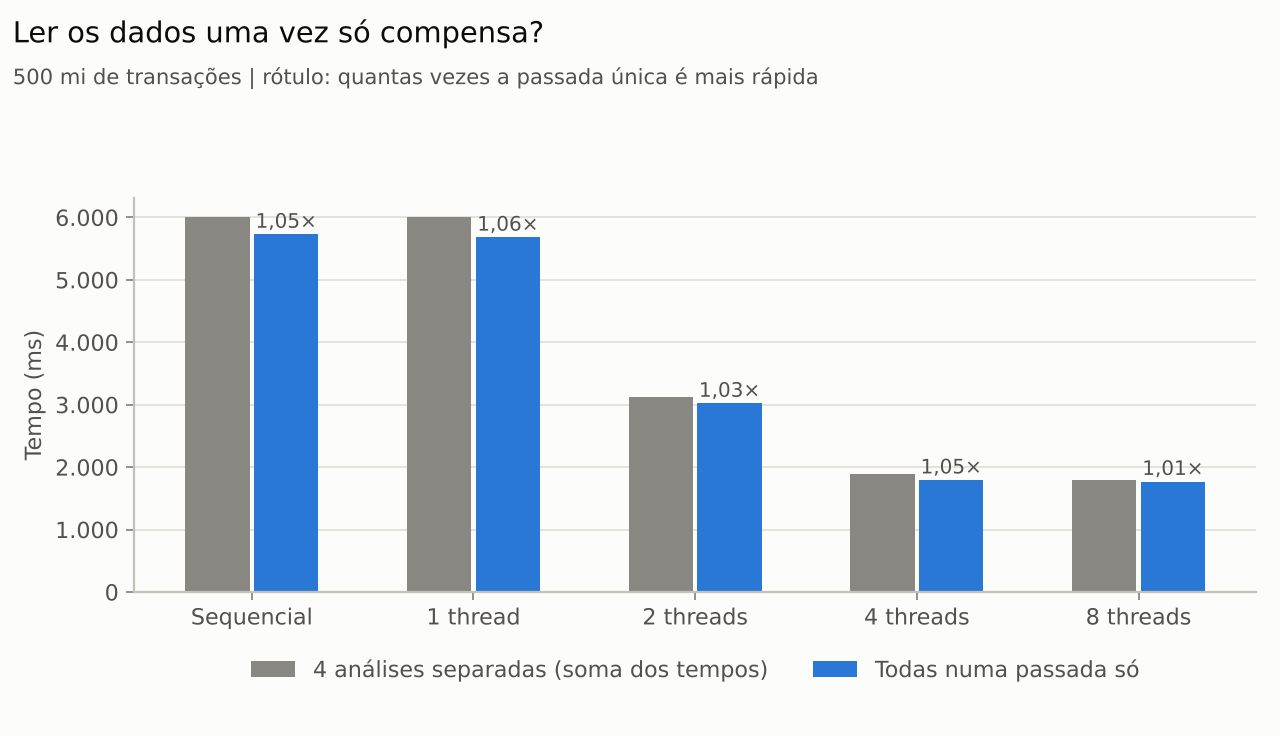 Ler os dados uma vez só compensa?
500 mi de transações | rótulo: quantas vezes a passada única é mais rápida
Tempo (ms)
6.000
5.000
4.000
3.000
2.000
1.000
0
1,05×
1,06×
1,03×
1,05×
1,01×
Sequencial
1 thread
2 threads
4 threads
8 threads
4 análises separadas (soma dos tempos)
Todas numa passada só